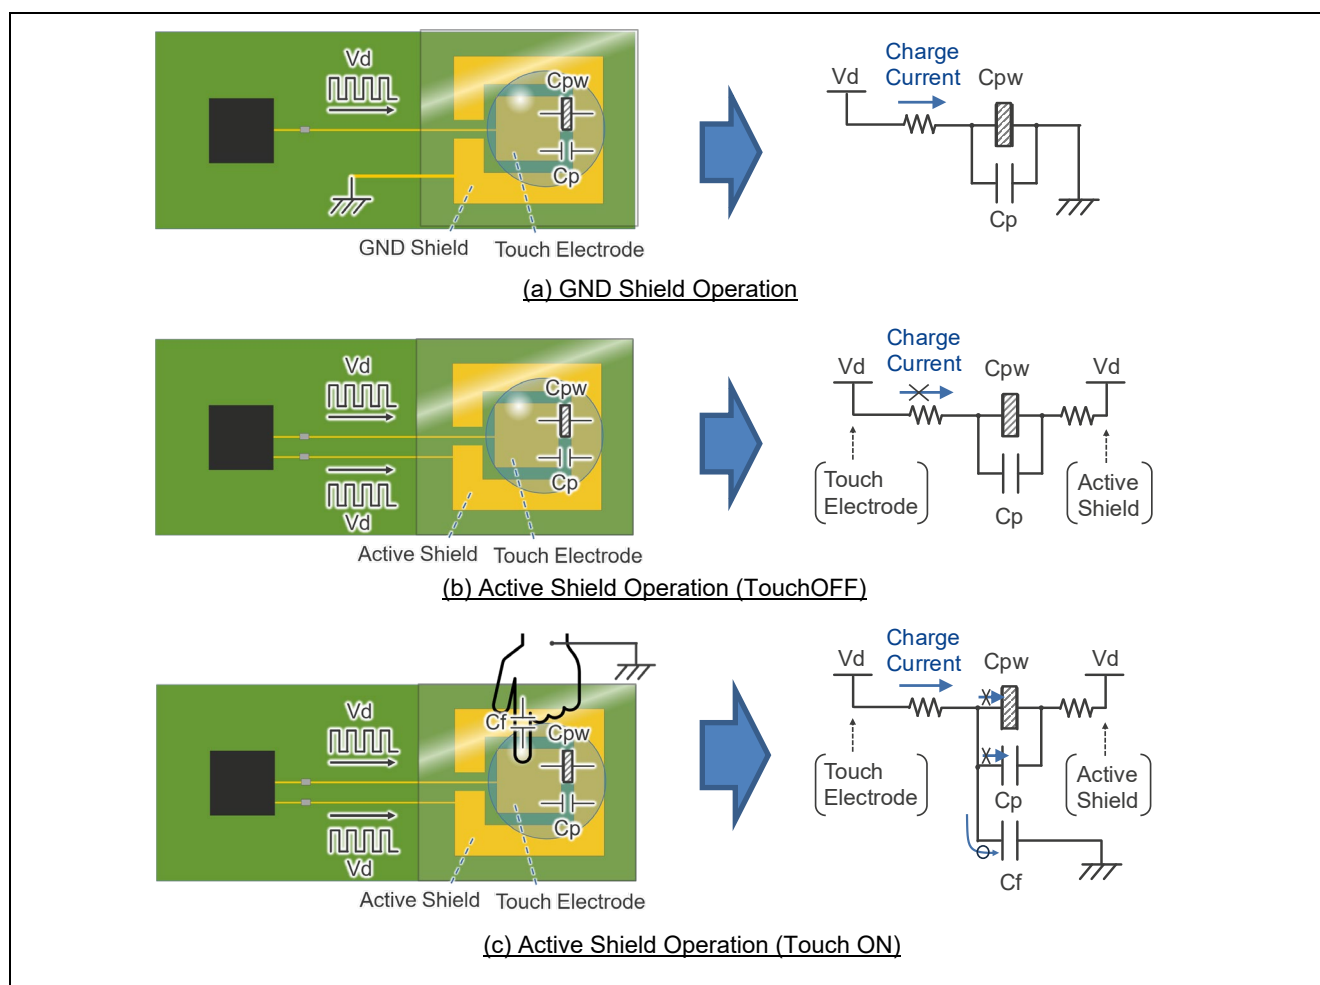 Vd
Cpw
Cp
GND Shield
Touch Electrode
Charge
Current
Vd
Cpw
Cp
(a) GND Shield Operation
Vd
Vd
Cpw
Cp
Active Shield
Touch Electrode
Charge
Current
Vd
Cpw
Vd
Touch
Electrode
Cp
Active
Shield
(b) Active Shield Operation (TouchOFF)
Vd
Vd
Cf
Cpw
Cp
Active Shield
Touch Electrode
Charge
Current
Vd
Cpw
Vd
Touch
Electrode
Cp
Active
Shield
Cf
(c) Active Shield Operation (Touch ON)